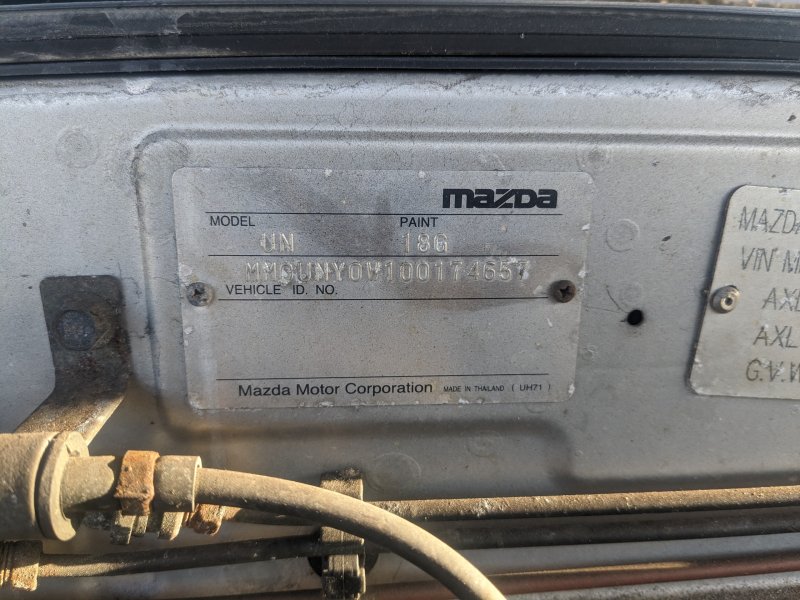 mazda
MODEL PAINT
UN 18G
MM0UNY0W100174657
VEHICLE ID. NO.
Mazda Motor Corporation MADE IN THAILAND ( UH71 )
MAZDA
VIN M
AXL
AXL
G.V.W